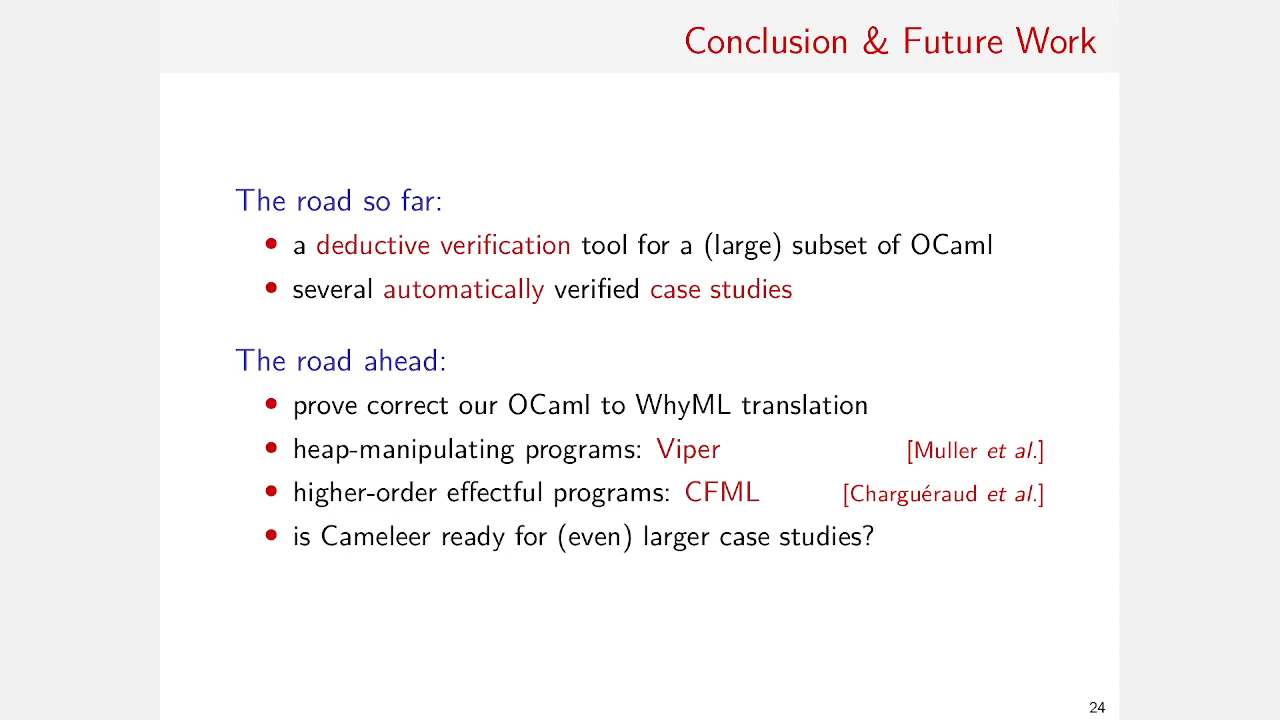 Conclusion & Future Work
The road so far:
• a deductive verification tool for a (large) subset of OCaml
• several automatically verified case studies
The road ahead:
• prove correct our OCaml to WhyML translation
• heap-manipulating programs: Viper [Muller et al.]
• higher-order effectful programs: CFML [Charguéraud et al.]
• is Cameleer ready for (even) larger case studies?
24